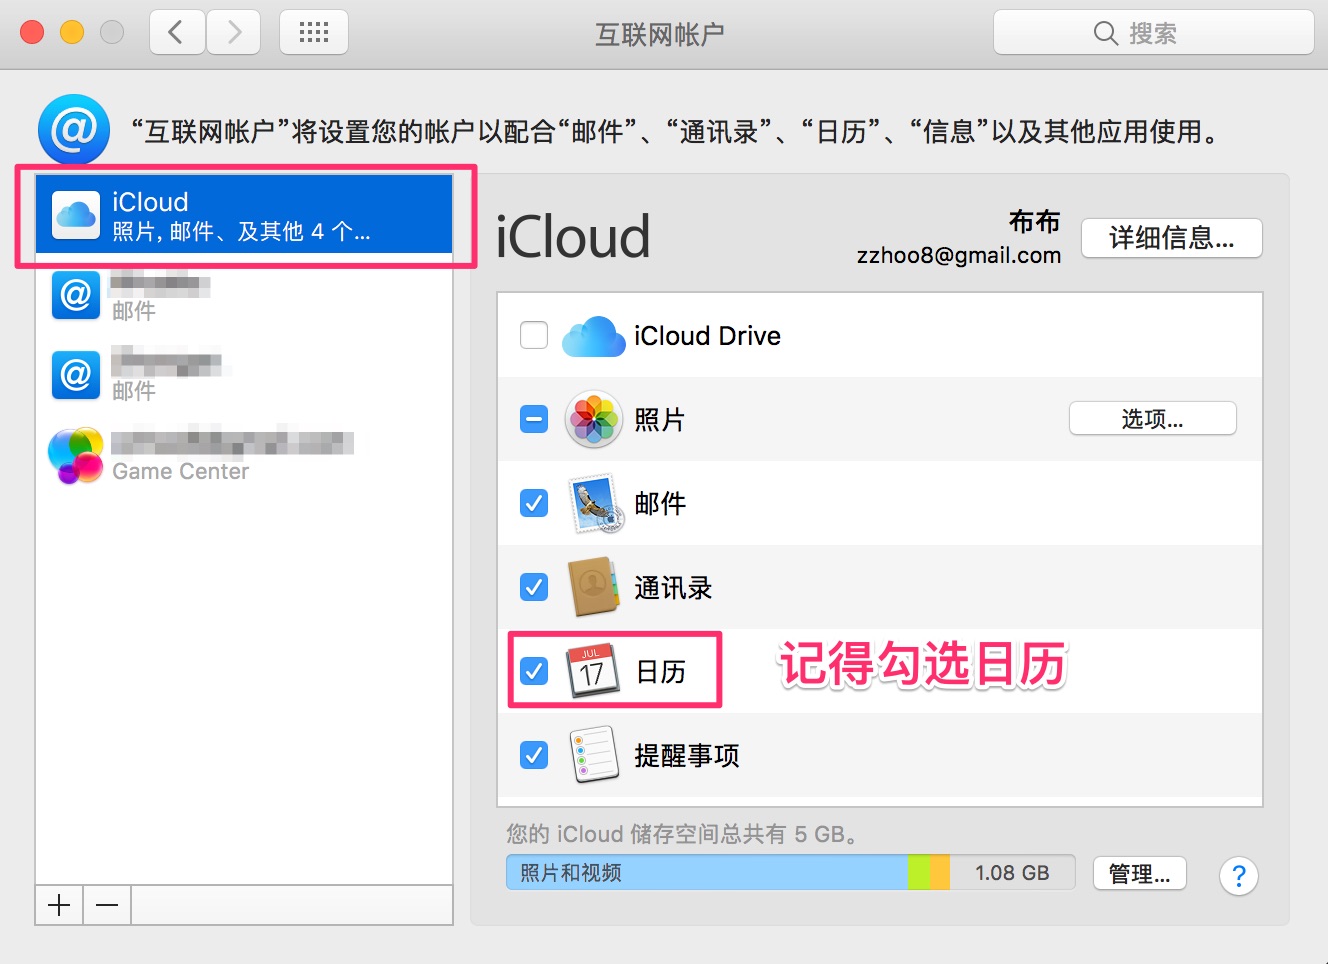 互联网帐户
搜索
“互联网帐户”将设置您的帐户以配合“邮件”、“通讯录”、“日历”、“信息”以及其他应用使用。
iCloud
照片, 邮件、及其他 4 个...
邮件
邮件
Game Center
iCloud
布布
zzhoo8@gmail.com
详细信息...
iCloud Drive
照片
选项...
邮件
通讯录
JUL
17
日历
记得勾选日历
提醒事项
您的 iCloud 储存空间总共有 5 GB。
照片和视频
1.08 GB
管理...
?